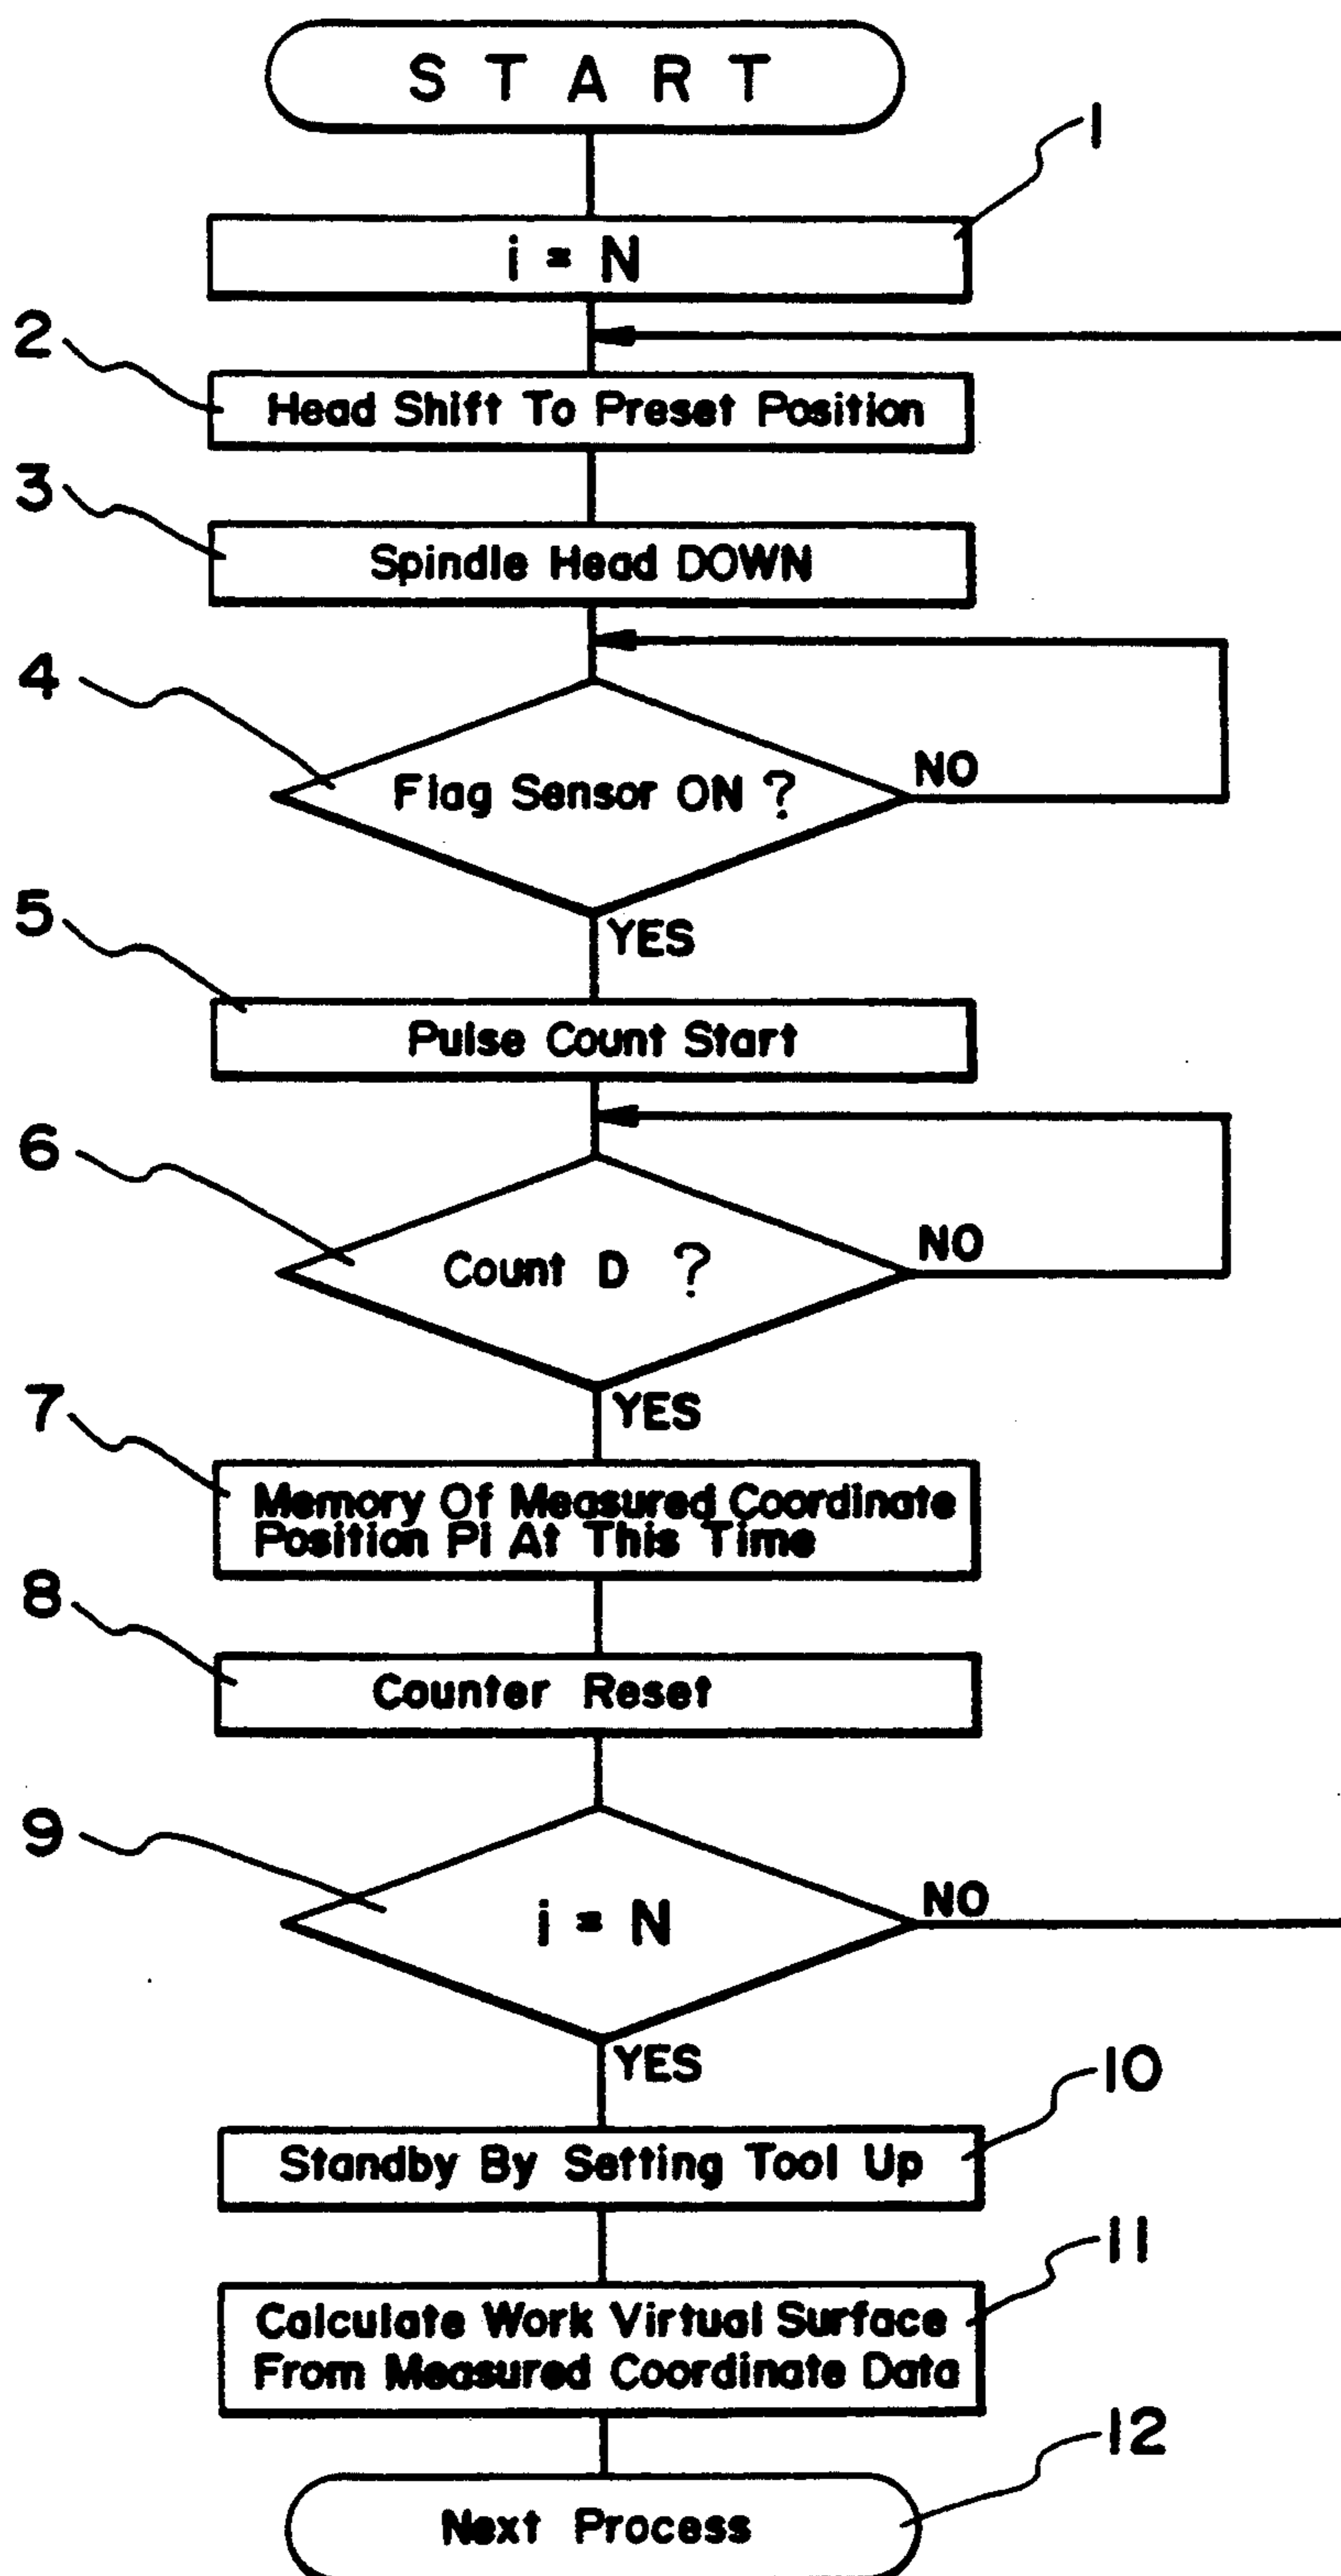 START
1
i = N
2
Head Shift To Preset Position
3
Spindle Head DOWN
4
Flag Sensor ON ?
NO
YES
5
Pulse Count Start
6
Count D ?
NO
YES
7
Memory Of Measured Coordinate
Position Pi At This Time
8
Counter Reset
9
i = N
NO
YES
10
Standby By Setting Tool Up
11
Calculate Work Virtual Surface
From Measured Coordinate Data
12
Next Process